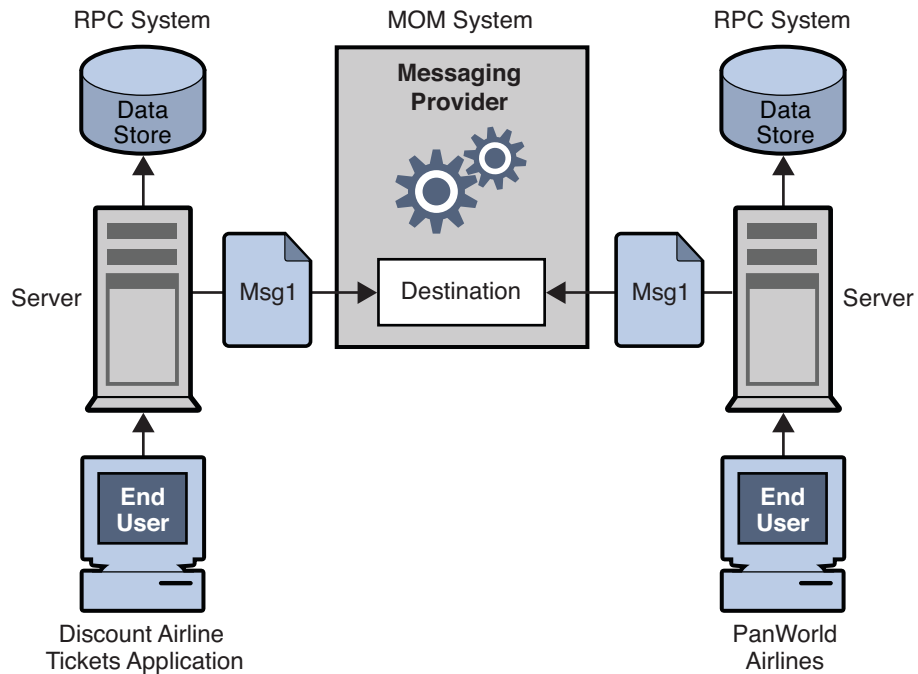 RPC System
MOM System
RPC System
Messaging
Provider
Data
Store
Data
Store
Server
Msg1
Destination
Msg1
Server
End
User
End
User
Discount Airline
Tickets Application
PanWorld
Airlines